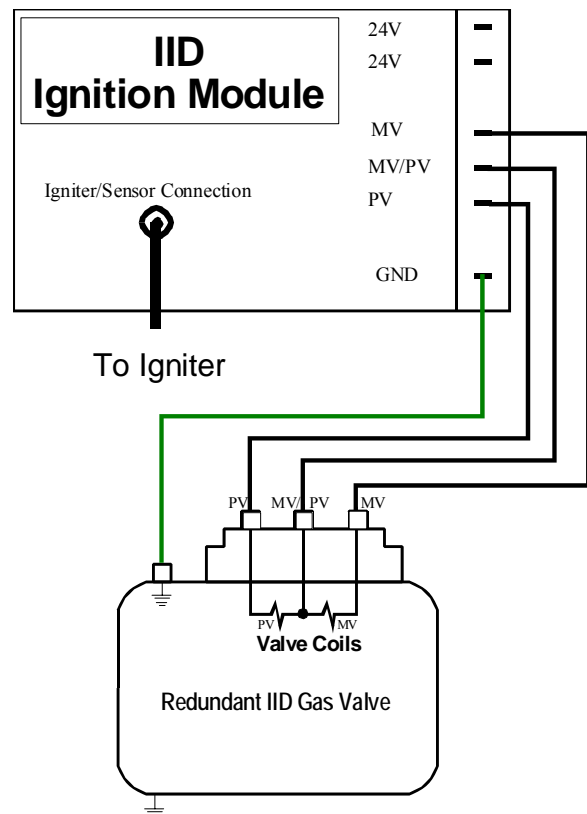 IID
Ignition Module
24V
24V
MV
MV/PV
PV
GND
Igniter/Sensor Connection
To Igniter
PV MV/ PV MV
PV MV
Valve Coils
Redundant IID Gas Valve